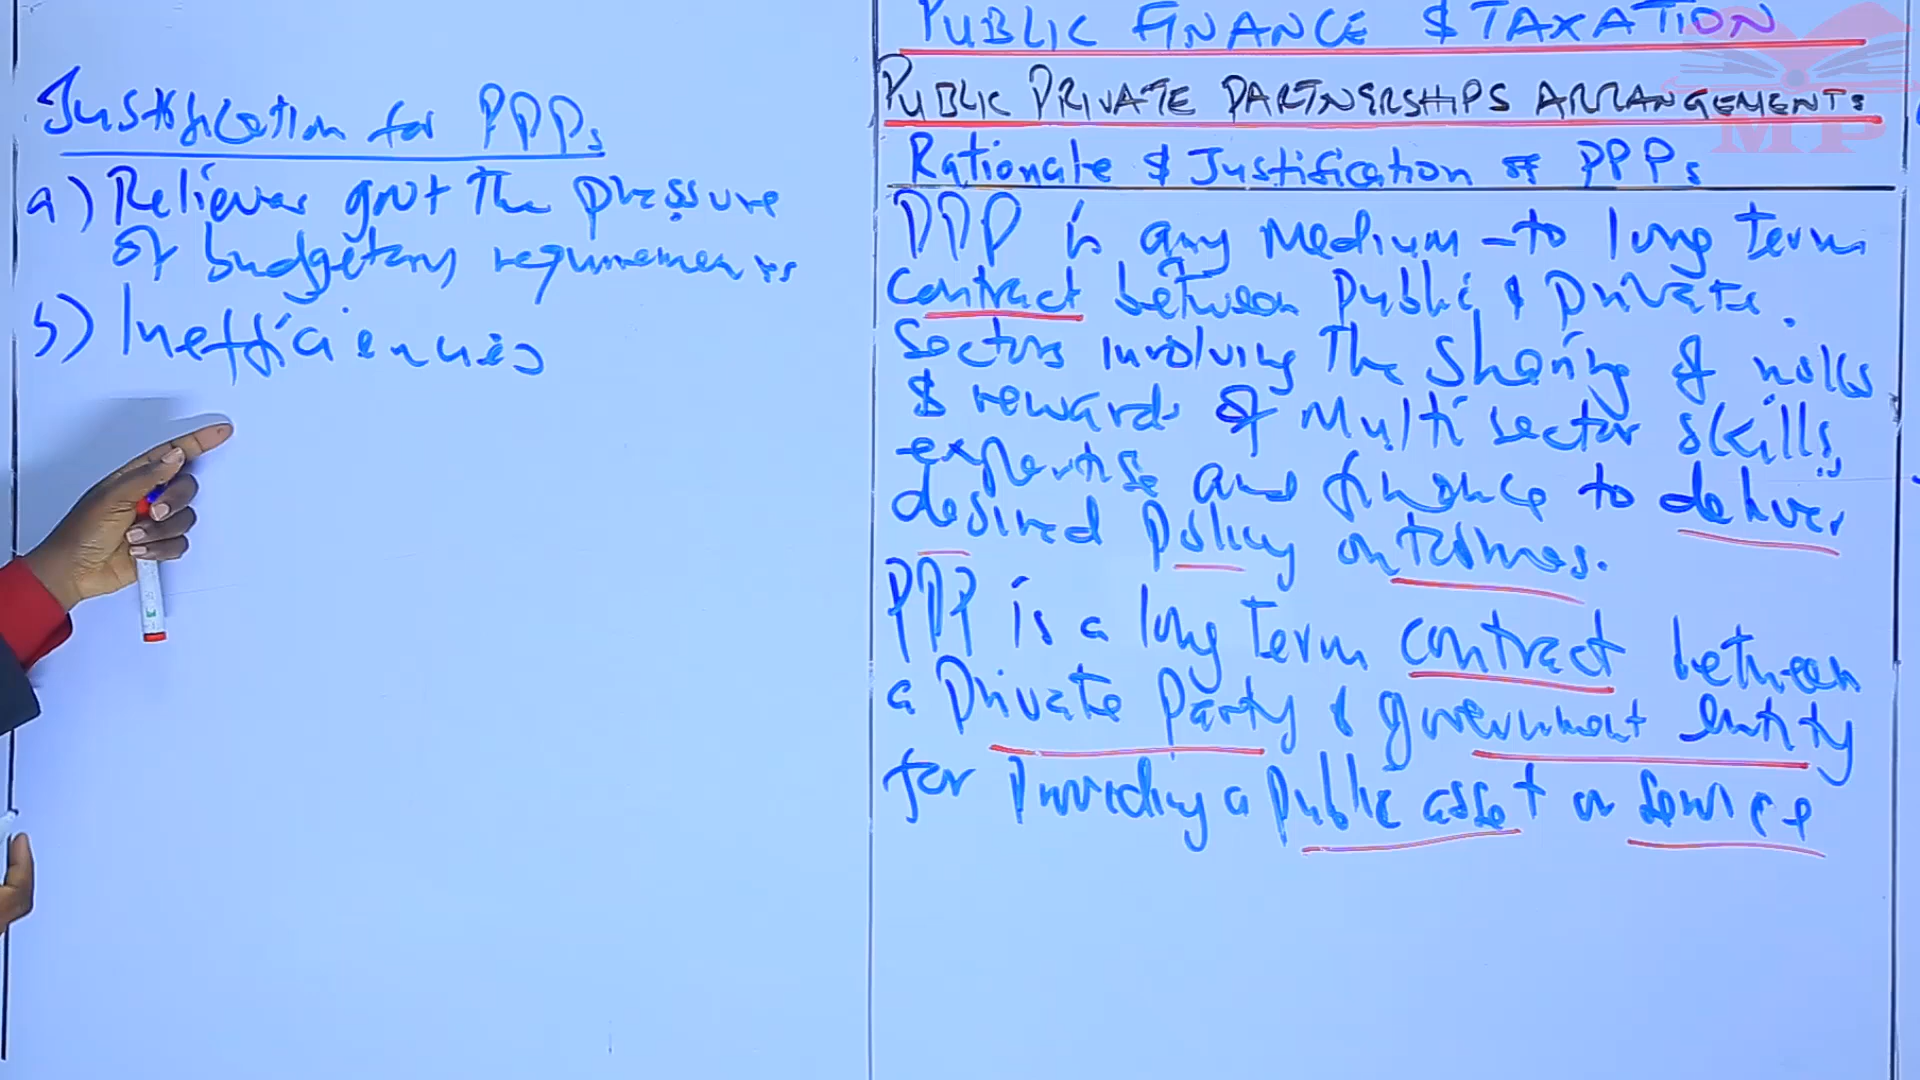 Justification for PPPs
a) Relieves govt the pressure
of budgetary requirements
b) Inefficiencies
PUBLIC FINANCE & TAXATION
PUBLIC PRIVATE PARTNERSHIPS ARRANGEMENTS
Rationale & Justification of PPPs
PPP is any medium-to long term
contract between public & private
sectors involving the sharing of risks
& rewards of multi sector skills,
expertise and finance to deliver
desired policy outcomes.
PPP is a long term contract between
a private party & government entity
for providing a public asset or service
MP